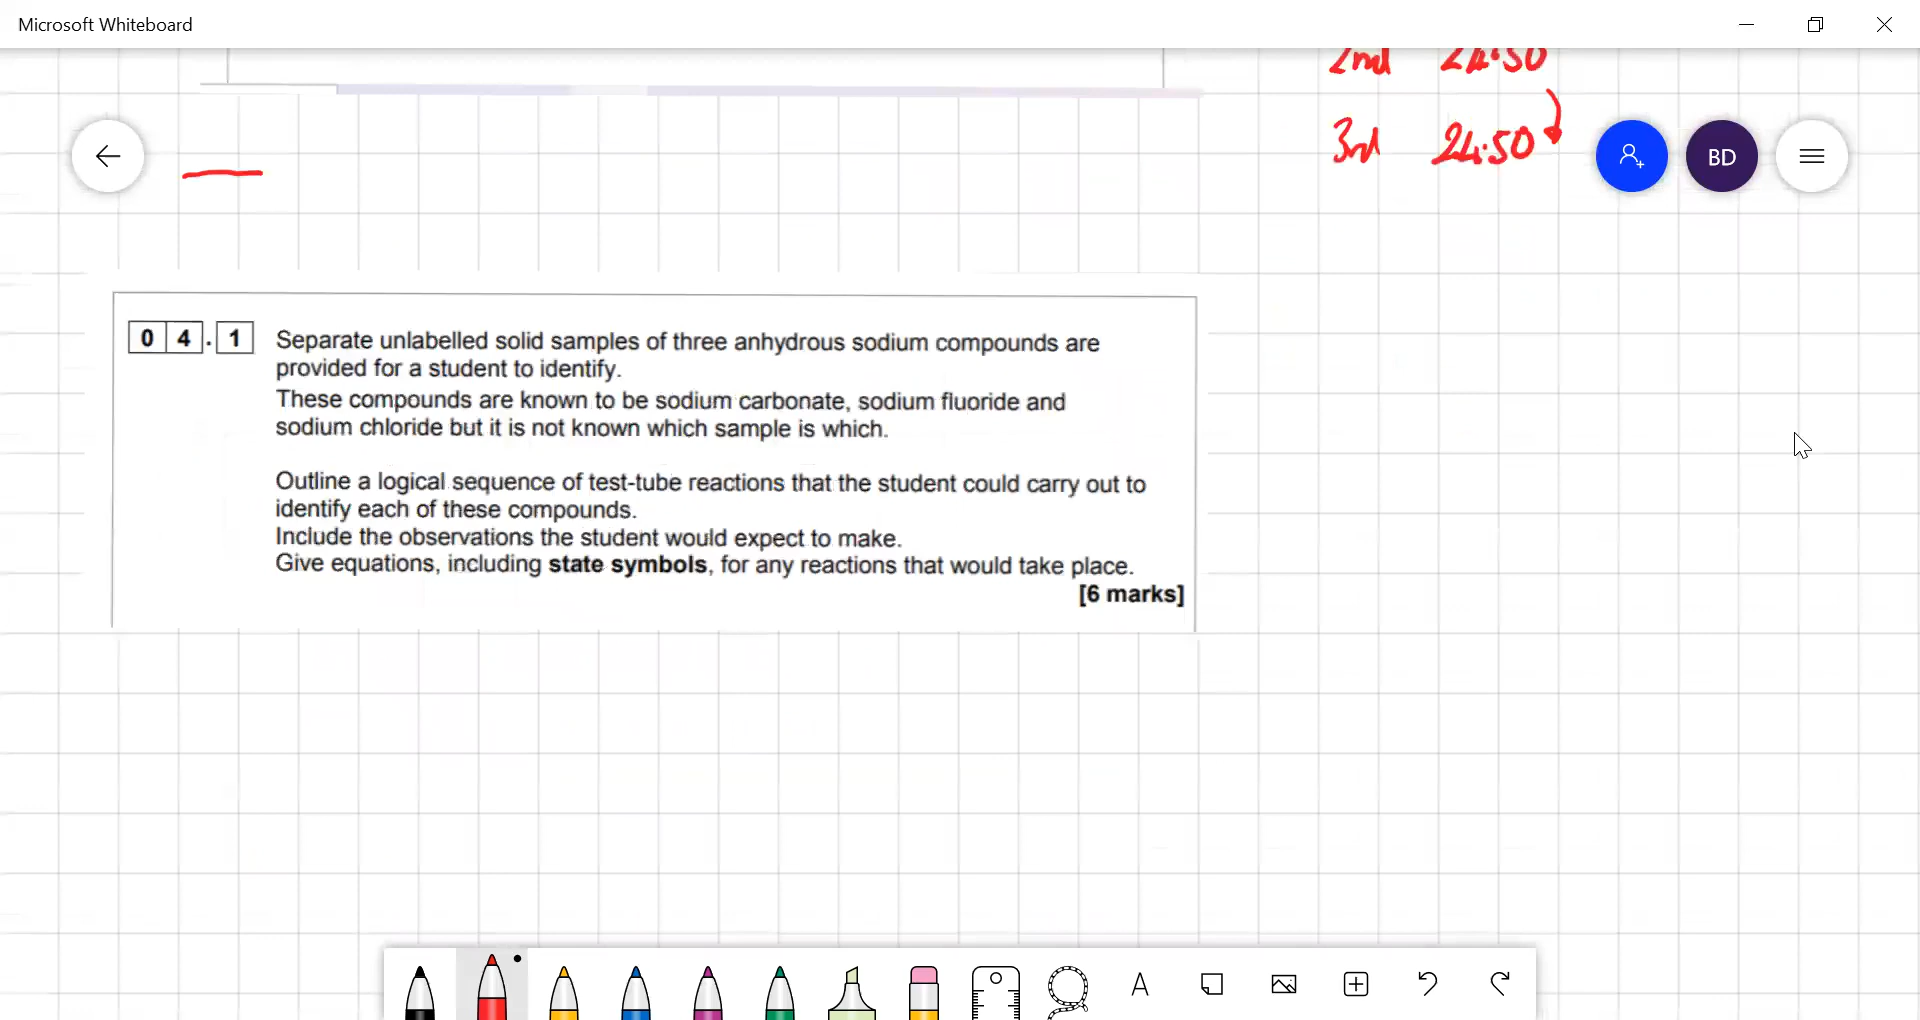 Microsoft Whiteboard
2nd 24.50
3rd 24.50
BD
04.1 Separate unlabelled solid samples of three anhydrous sodium compounds are
provided for a student to identify.
These compounds are known to be sodium carbonate, sodium fluoride and
sodium chloride but it is not known which sample is which.
Outline a logical sequence of test-tube reactions that the student could carry out to
identify each of these compounds.
Include the observations the student would expect to make.
Give equations, including state symbols, for any reactions that would take place.
[6 marks]
A